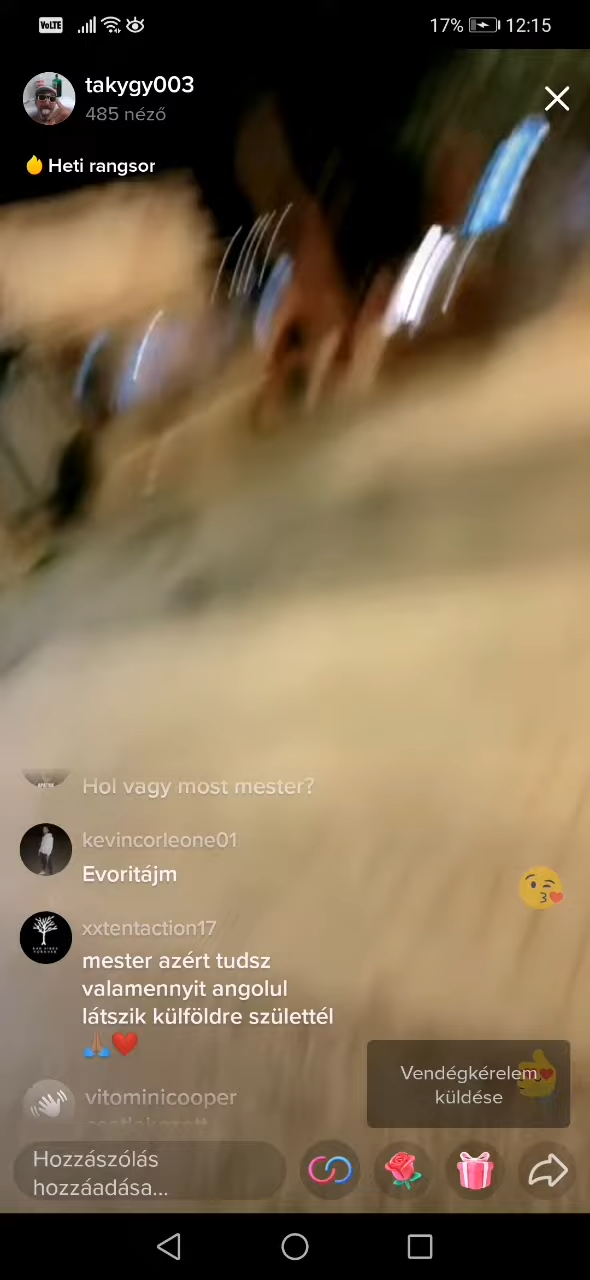 VoLTE
17% 12:15
takygy003
485 néző
Heti rangsor
Hol vagy most mester?
kevincorleone01
Evoritájm
xxtentaction17
mester azért tudsz
valamennyit angolul
látszik külföldre születtél
🙏🏾❤️
vitominicooper
Vendégkérelem
küldése
Hozzászólás
hozzáadása...